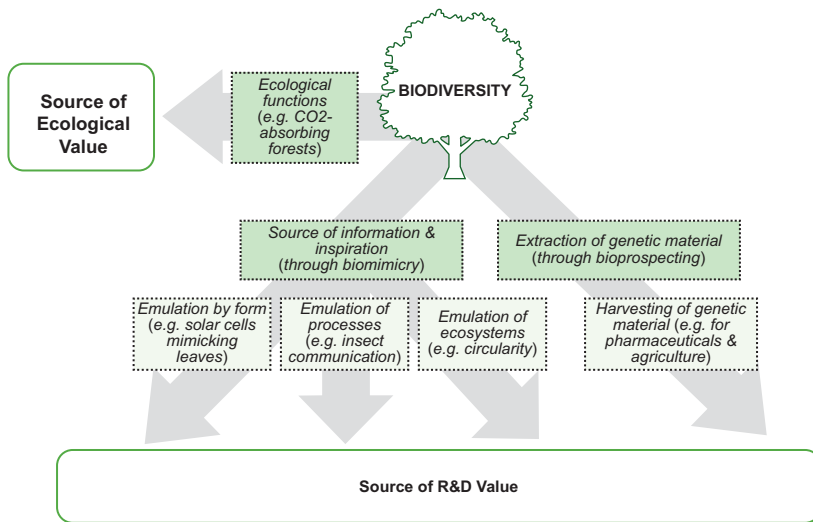 BIODIVERSITY
Source of
Ecological
Value
Ecological
functions
(e.g. CO2-
absorbing
forests)
Source of information &
inspiration
(through biomimicry)
Extraction of genetic material
(through bioprospecting)
Emulation by form
(e.g. solar cells
mimicking
leaves)
Emulation of
processes
(e.g. insect
communication)
Emulation of
ecosystems
(e.g. circularity)
Harvesting of genetic
material (e.g. for
pharmaceuticals &
agriculture)
Source of R&D Value